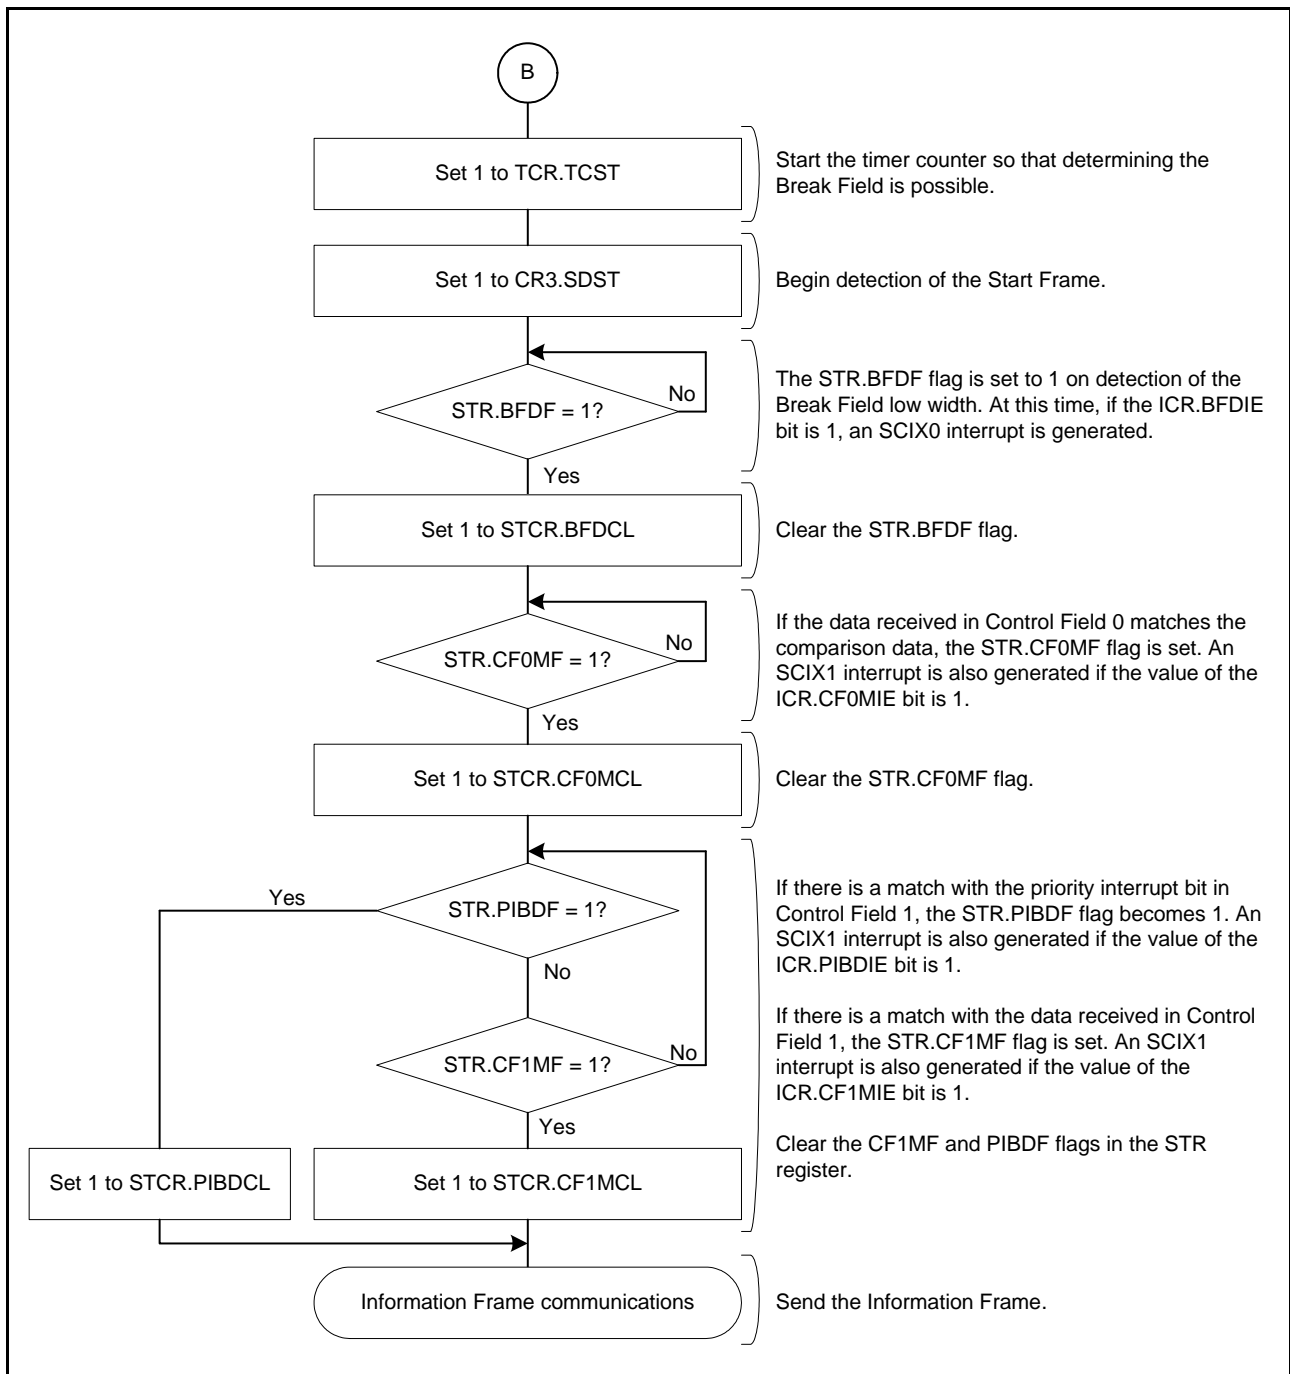 B
Set 1 to TCR.TCST
Start the timer counter so that determining the
Break Field is possible.
Set 1 to CR3.SDST
Begin detection of the Start Frame.
STR.BFDF = 1?
No
The STR.BFDF flag is set to 1 on detection of the
Break Field low width. At this time, if the ICR.BFDIE
bit is 1, an SCIX0 interrupt is generated.
Yes
Set 1 to STCR.BFDCL
Clear the STR.BFDF flag.
STR.CF0MF = 1?
No
If the data received in Control Field 0 matches the
comparison data, the STR.CF0MF flag is set. An
SCIX1 interrupt is also generated if the value of the
ICR.CF0MIE bit is 1.
Yes
Set 1 to STCR.CF0MCL
Clear the STR.CF0MF flag.
Yes
STR.PIBDF = 1?
If there is a match with the priority interrupt bit in
Control Field 1, the STR.PIBDF flag becomes 1. An
SCIX1 interrupt is also generated if the value of the
ICR.PIBDIE bit is 1.
No
STR.CF1MF = 1?
No
If there is a match with the data received in Control
Field 1, the STR.CF1MF flag is set. An SCIX1
interrupt is also generated if the value of the
ICR.CF1MIE bit is 1.
Yes
Set 1 to STCR.PIBDCL
Set 1 to STCR.CF1MCL
Clear the CF1MF and PIBDF flags in the STR
register.
Information Frame communications
Send the Information Frame.